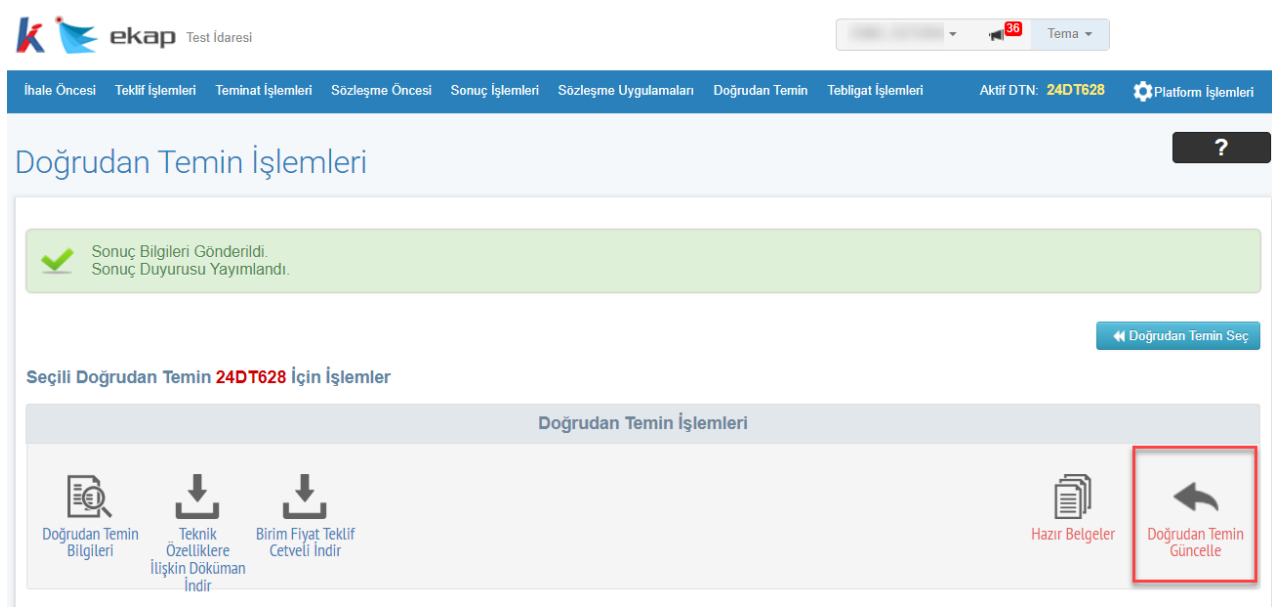 ekap Test İdaresi
36
Tema
İhale Öncesi Teklif İşlemleri Teminat İşlemleri Sözleşme Öncesi Sonuç İşlemleri Sözleşme Uygulamaları Doğrudan Temin Tebligat İşlemleri Aktif DTN: 24DT628 Platform İşlemleri
?
Doğrudan Temin İşlemleri
Sonuç Bilgileri Gönderildi.
Sonuç Duyurusu Yayımlandı.
Doğrudan Temin Seç
Seçili Doğrudan Temin 24DT628 İçin İşlemler
Doğrudan Temin İşlemleri
Doğrudan Temin
Bilgileri
Teknik
Özelliklere
İlişkin Döküman
İndir
Birim Fiyat Teklif
Cetveli İndir
Hazır Belgeler
Doğrudan Temin
Güncelle